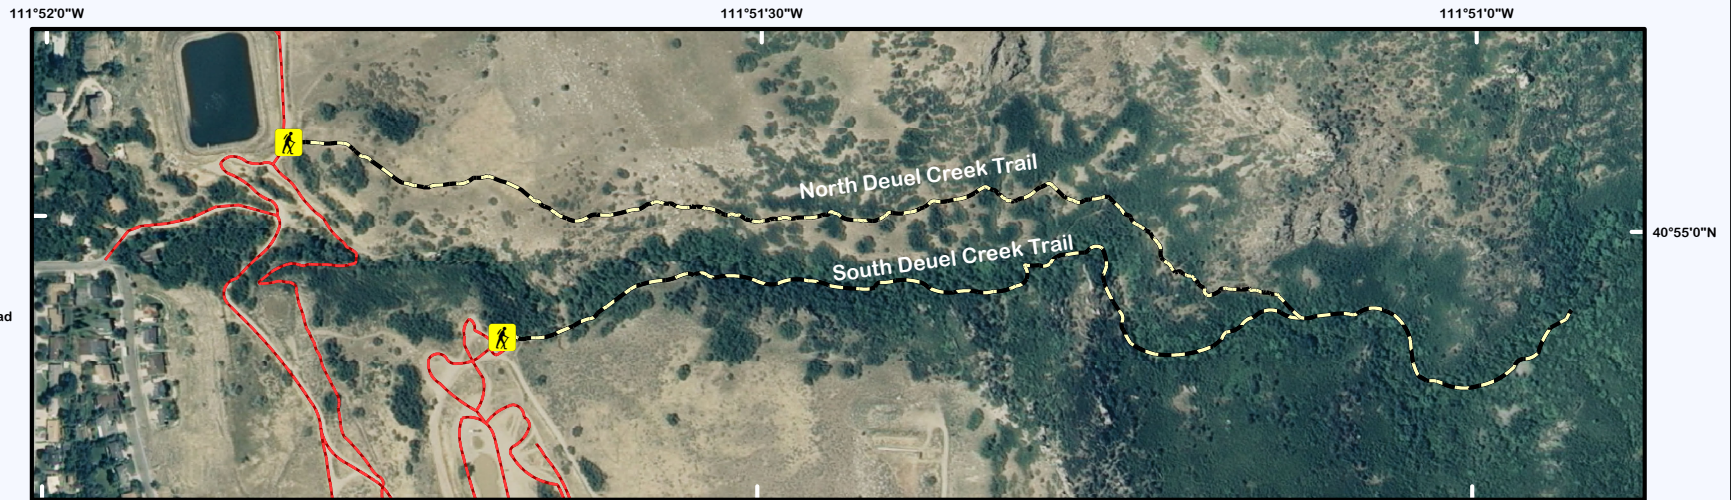 111°52'0"W
111°51'30"W
111°51'0"W
North Deuel Creek Trail
South Deuel Creek Trail
40°55'0"N
ad